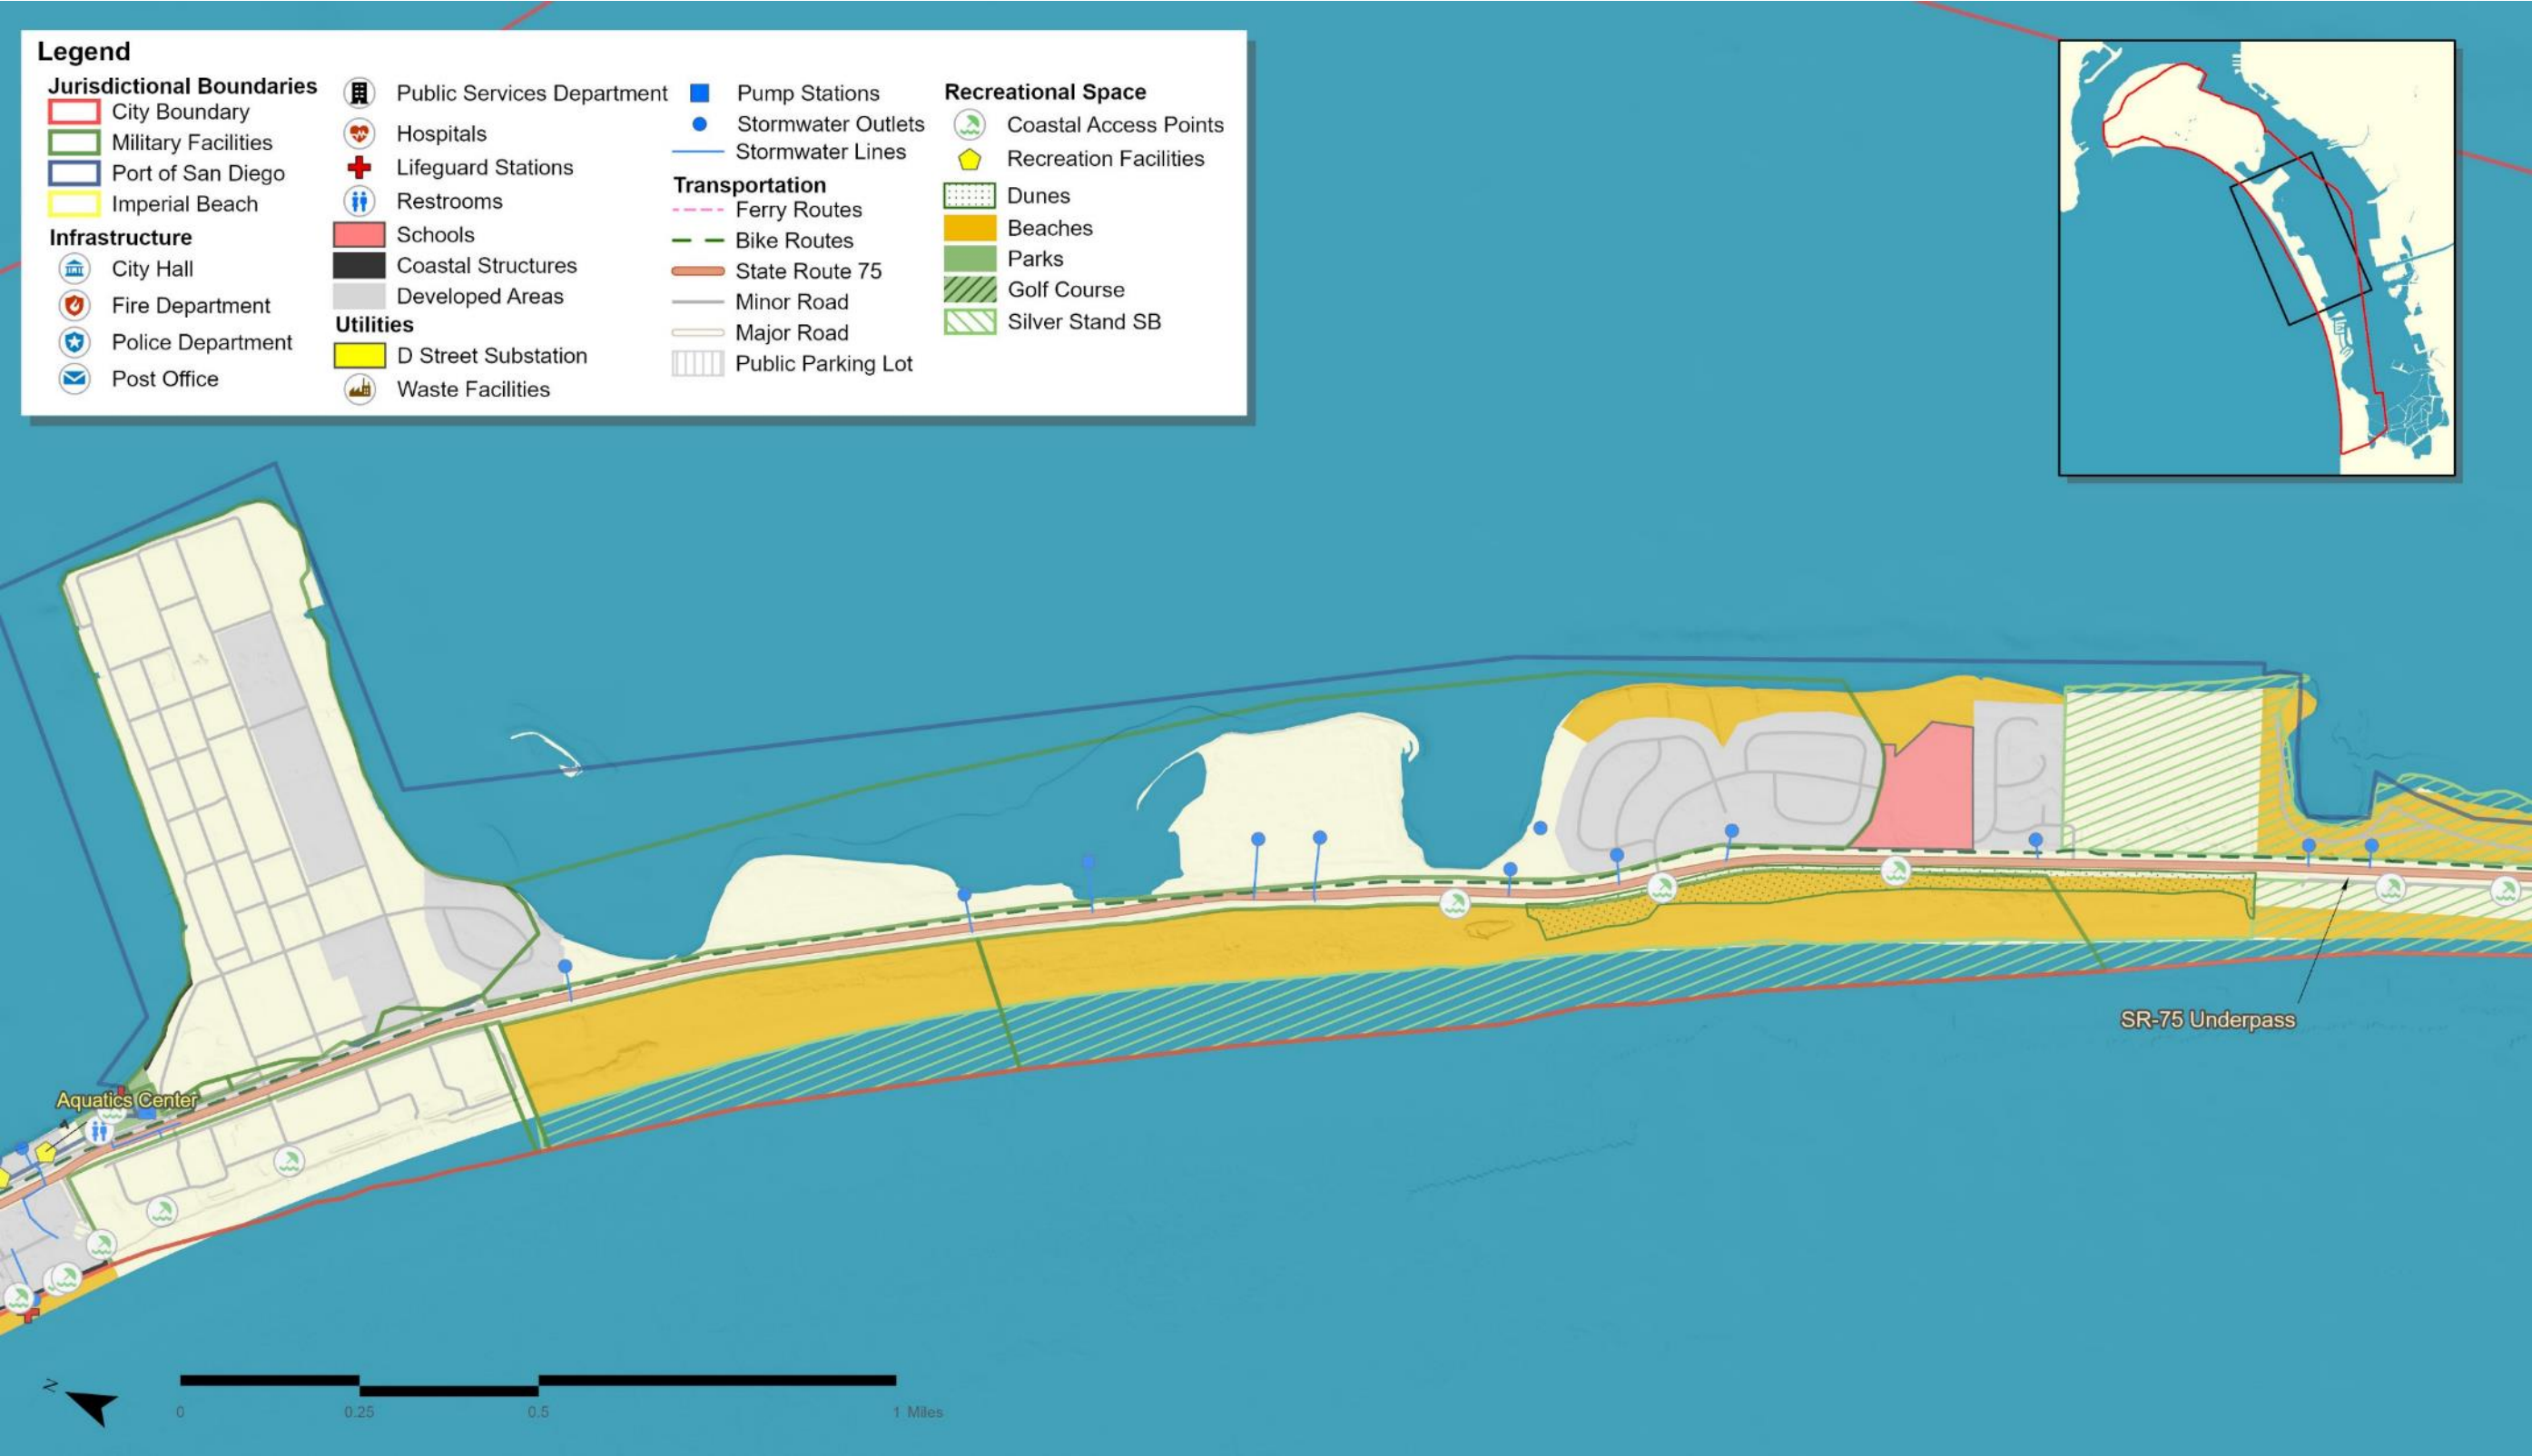 Legend
Jurisdictional Boundaries
City Boundary
Military Facilities
Port of San Diego
Imperial Beach
Infrastructure
City Hall
Fire Department
Police Department
Post Office
Public Services Department
Hospitals
Lifeguard Stations
Restrooms
Schools
Coastal Structures
Developed Areas
Utilities
D Street Substation
Waste Facilities
Pump Stations
Stormwater Outlets
Stormwater Lines
Transportation
Ferry Routes
Bike Routes
State Route 75
Minor Road
Major Road
Public Parking Lot
Recreational Space
Coastal Access Points
Recreation Facilities
Dunes
Beaches
Parks
Golf Course
Silver Stand SB
SR-75 Underpass
Aquatics Center
N
0 0.25 0.5 1 Miles